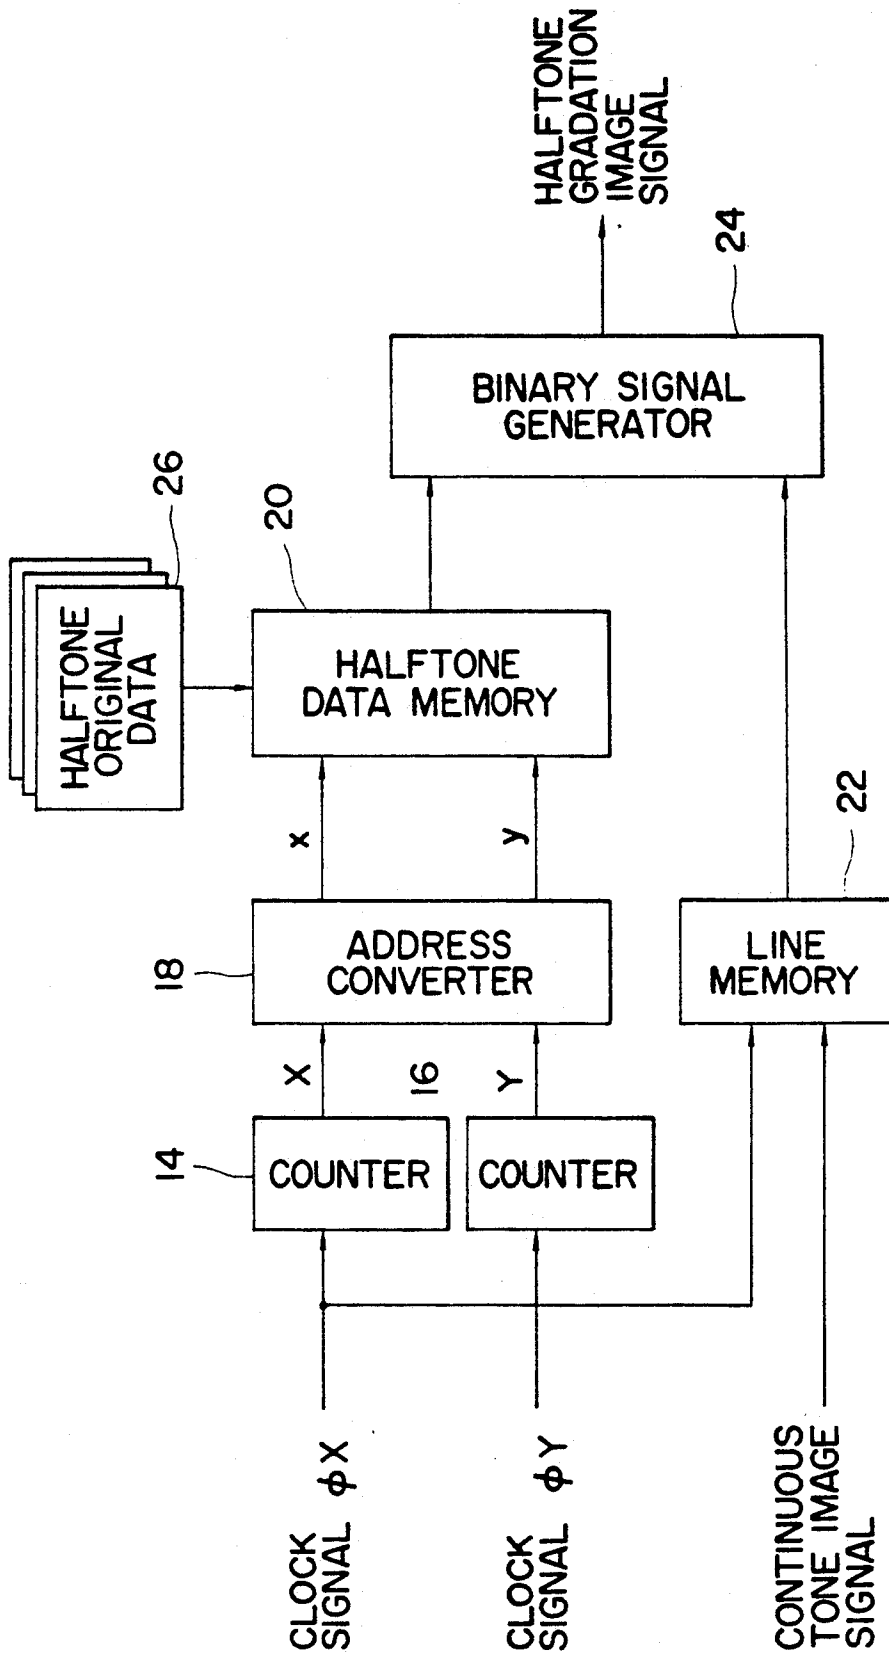 CLOCK
SIGNAL φX
CLOCK
SIGNAL φY
CONTINUOUS
TONE IMAGE
SIGNAL
14
COUNTER
X
16
COUNTER
Y
18
ADDRESS
CONVERTER
x
y
LINE
MEMORY
22
HALFTONE
ORIGINAL
DATA
26
20
HALFTONE
DATA MEMORY
BINARY SIGNAL
GENERATOR
24
HALFTONE
GRADATION
IMAGE
SIGNAL